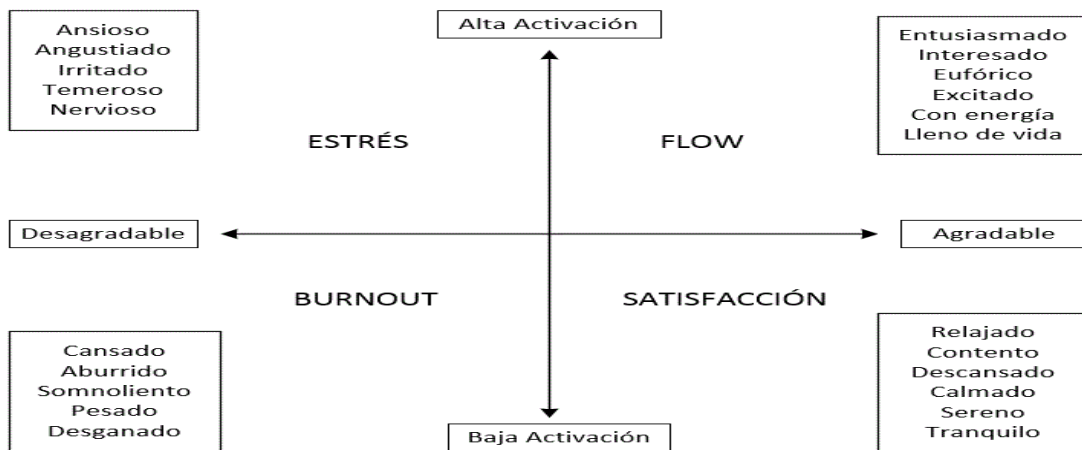 Ansioso
Angustiado
Irritado
Temeroso
Nervioso
Alta Activación
Entusiasmado
Interesado
Eufórico
Excitado
Con energía
Lleno de vida
ESTRÉS
FLOW
Desagradable
Agradable
BURNOUT
SATISFACCIÓN
Cansado
Aburrido
Somnoliento
Pesado
Desganado
Baja Activación
Relajado
Contento
Descansado
Calmado
Sereno
Tranquilo